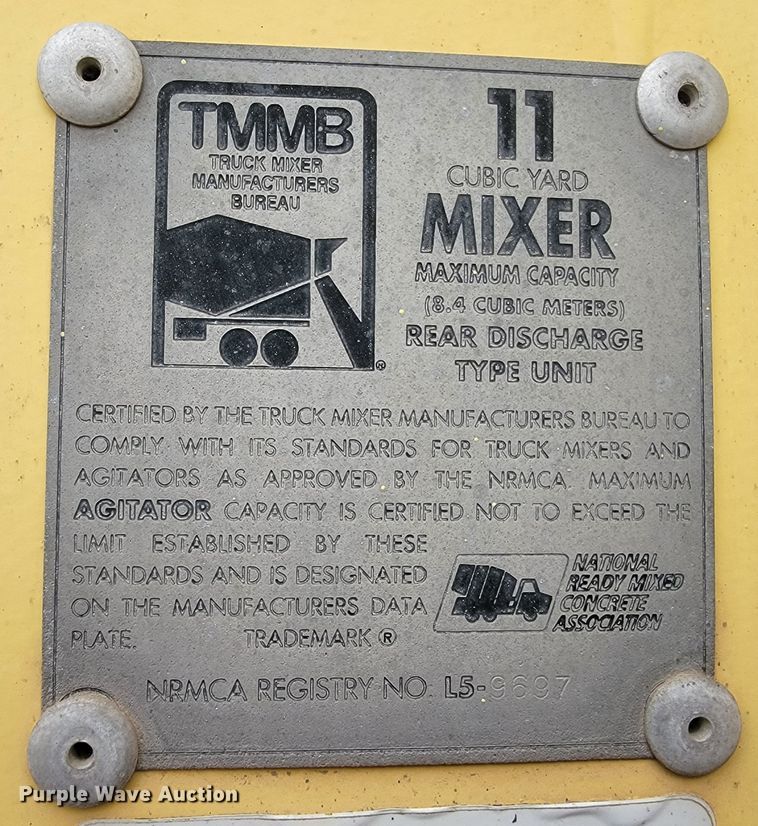 TMMB
TRUCK MIXER
MANUFACTURERS
BUREAU
®
11
CUBIC YARD
MIXER
MAXIMUM CAPACITY
(8.4 CUBIC METERS)
REAR DISCHARGE
TYPE UNIT
CERTIFIED BY THE TRUCK MIXER MANUFACTURERS BUREAU TO
COMPLY WITH ITS STANDARDS FOR TRUCK MIXERS AND
AGITATORS AS APPROVED BY THE NRMCA. MAXIMUM
AGITATOR CAPACITY IS CERTIFIED NOT TO EXCEED THE
LIMIT ESTABLISHED BY THESE
STANDARDS AND IS DESIGNATED
ON THE MANUFACTURERS DATA
PLATE. TRADEMARK ®
NATIONAL
READY MIXED
CONCRETE
ASSOCIATION
NRMCA REGISTRY NO. L5-9697
Purple Wave Auction